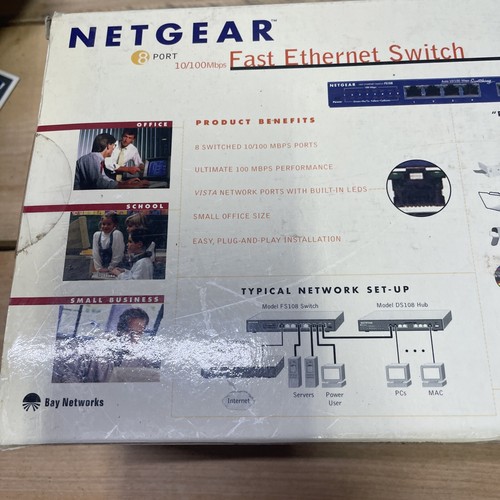 NETGEAR™
8 PORT
10/100Mbps Fast Ethernet Switch
NETGEAR
OFFICE
PRODUCT BENEFITS
8 SWITCHED 10/100 MBPS PORTS
ULTIMATE 100 MBPS PERFORMANCE
VISTA NETWORK PORTS WITH BUILT-IN LEDS
SCHOOL
SMALL OFFICE SIZE
EASY, PLUG-AND-PLAY INSTALLATION
TYPICAL NETWORK SET-UP
SMALL BUSINESS
Model FS108 Switch
Model DS108 Hub
Bay Networks
Internet
Servers
Power
User
PCs
MAC